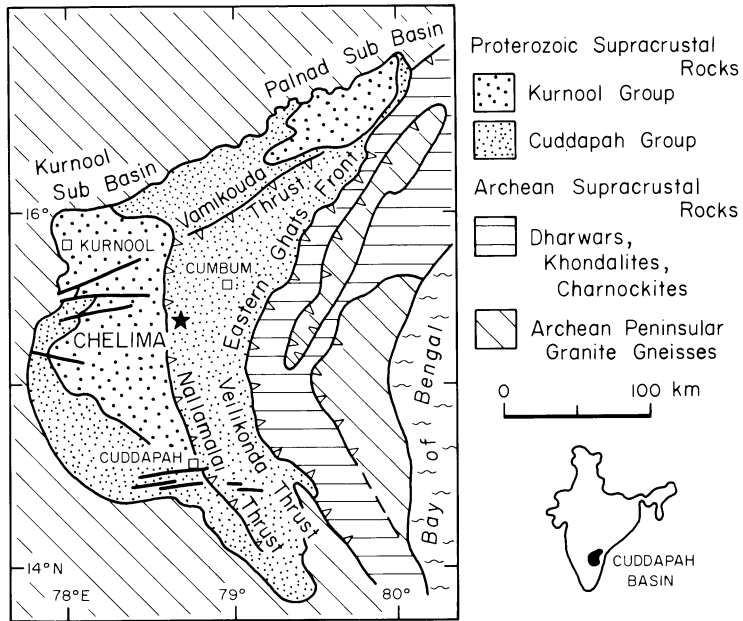 Palnad Sub Basin
Kurnool
Sub Basin
Vamikouda
Thrust
Eastern Ghats Front
16°
KURNOOL
CUMBUM
CHELIMA
Nallamalai
Thrust
Vellikonda Thrust
CUDDAPAH
Bay of Bengal
14°N
78°E
79°
80°
Proterozoic Supracrustal
Rocks
Kurnool Group
Cuddapah Group
Archean Supracrustal
Rocks
Dharwars,
Khondalites,
Charnockites
Archean Peninsular
Granite Gneisses
0 100 km
CUDDAPAH
BASIN